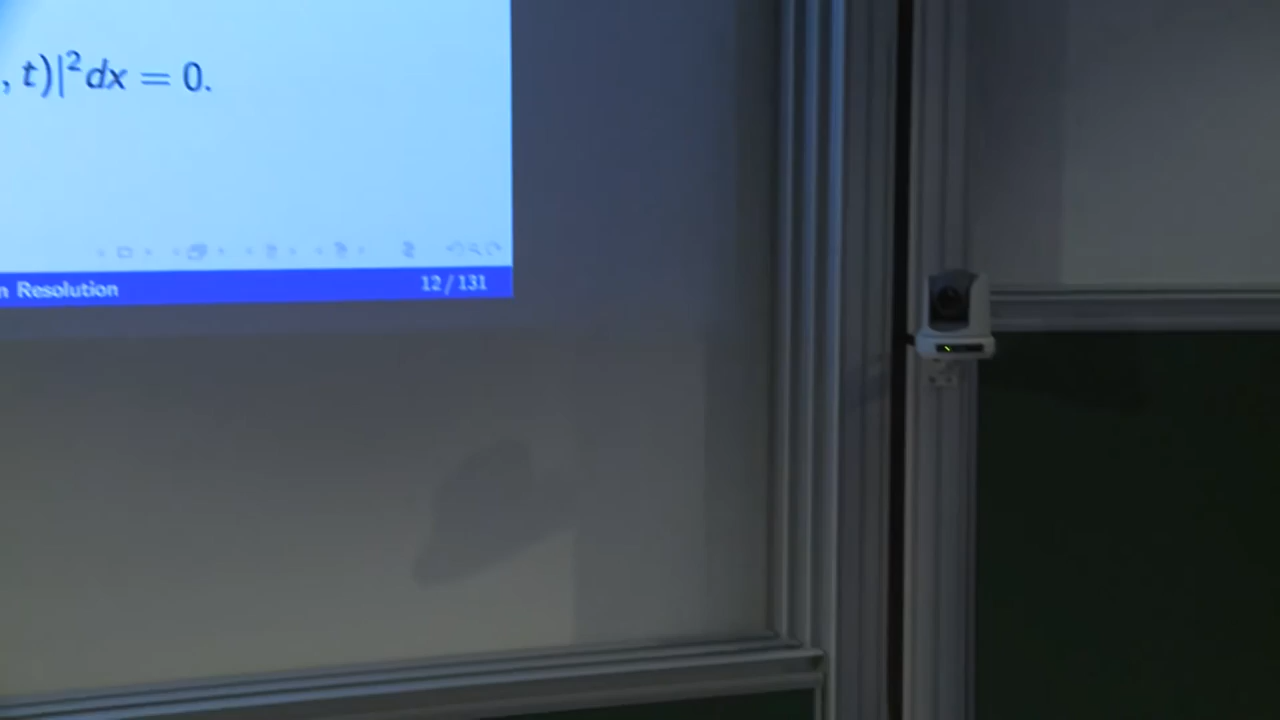 , t)|²dx = 0.
n Resolution
12 / 131